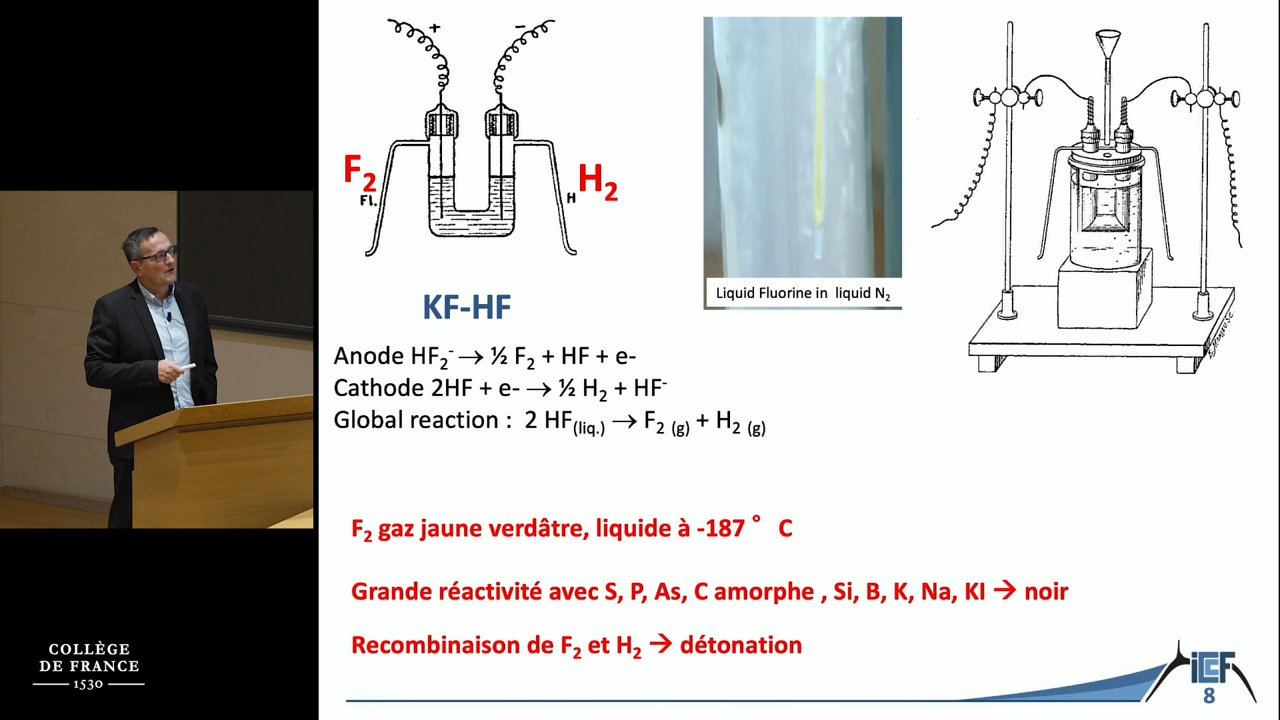 +
−
F₂
Fl.
H
H₂
KF-HF
Liquid Fluorine in liquid N₂
Anode HF₂⁻ → ½ F₂ + HF + e-
Cathode 2HF + e- → ½ H₂ + HF⁻
Global reaction : 2 HF(liq.) → F₂ (g) + H₂ (g)
F₂ gaz jaune verdâtre, liquide à -187 ° C
Grande réactivité avec S, P, As, C amorphe , Si, B, K, Na, KI → noir
Recombinaison de F₂ et H₂ → détonation
COLLÈGE
DE FRANCE
1530
8